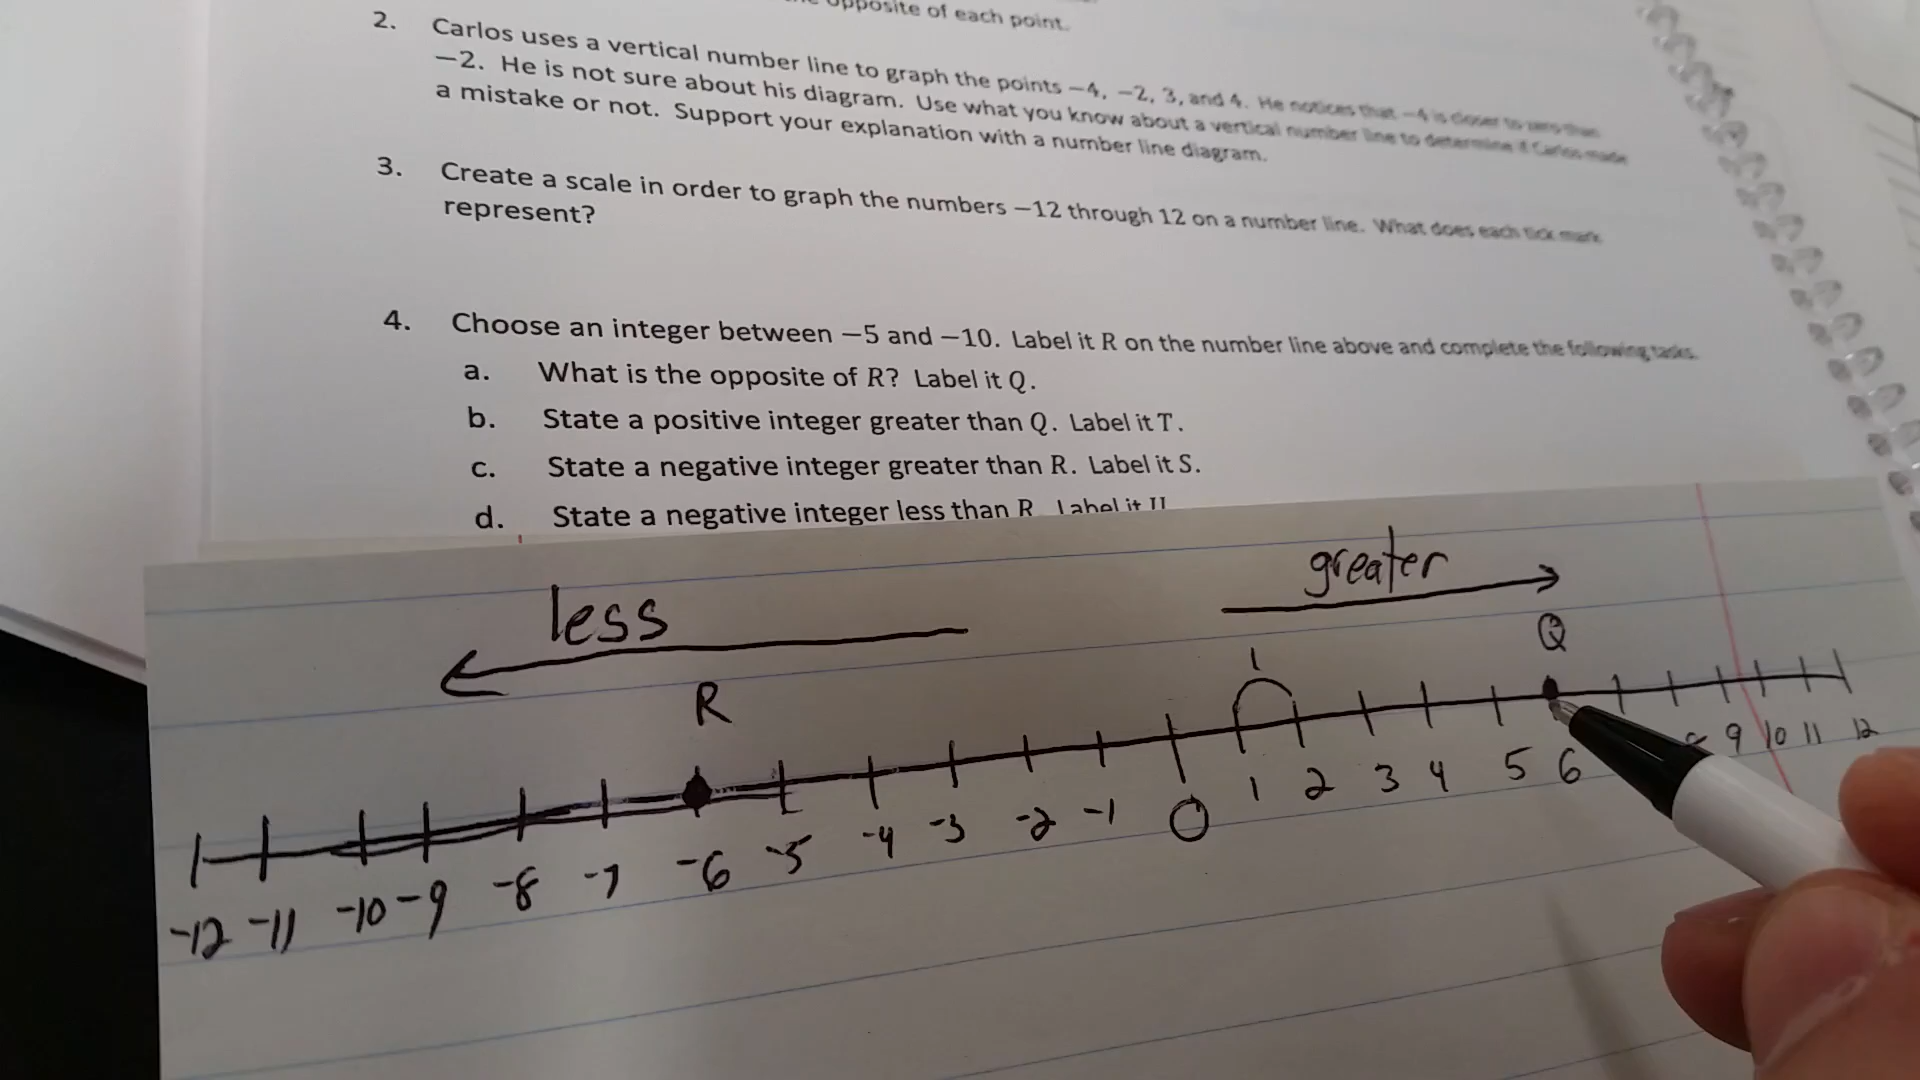 opposite of each point.
2. Carlos uses a vertical number line to graph the points −4, −2, 3, and 4. He notices that −4 is closer to zero than
−2. He is not sure about his diagram. Use what you know about a vertical number line to determine if Carlos made
a mistake or not. Support your explanation with a number line diagram.
3. Create a scale in order to graph the numbers −12 through 12 on a number line. What does each tick mark
represent?
4. Choose an integer between −5 and −10. Label it R on the number line above and complete the following tasks.
a. What is the opposite of R? Label it Q.
b. State a positive integer greater than Q. Label it T.
c. State a negative integer greater than R. Label it S.
d. State a negative integer less than R. Label it U
less greater
R 1 Q
-12 -11 -10 -9 -8 -7 -6 -5 -4 -3 -2 -1 0 1 2 3 4 5 6 9 10 11 12